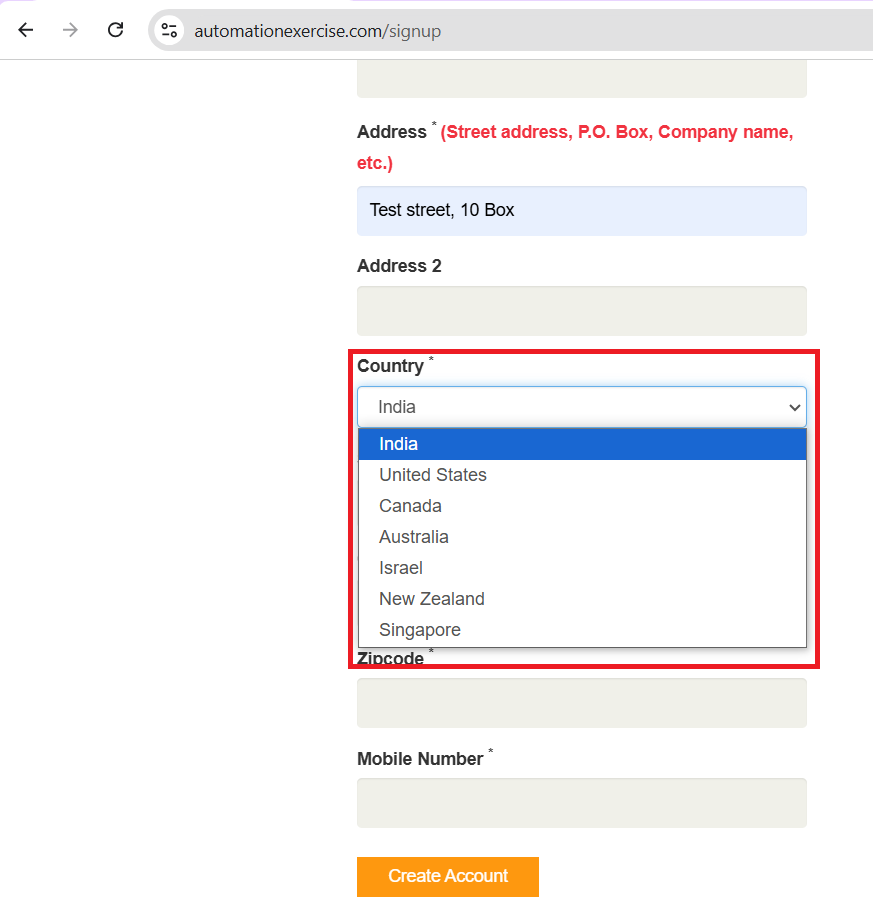 automationexercise.com/signup
Address * (Street address, P.O. Box, Company name,
etc.)
Test street, 10 Box
Address 2
Country *
India
India
United States
Canada
Australia
Israel
New Zealand
Singapore
Zipcode *
Mobile Number *
Create Account